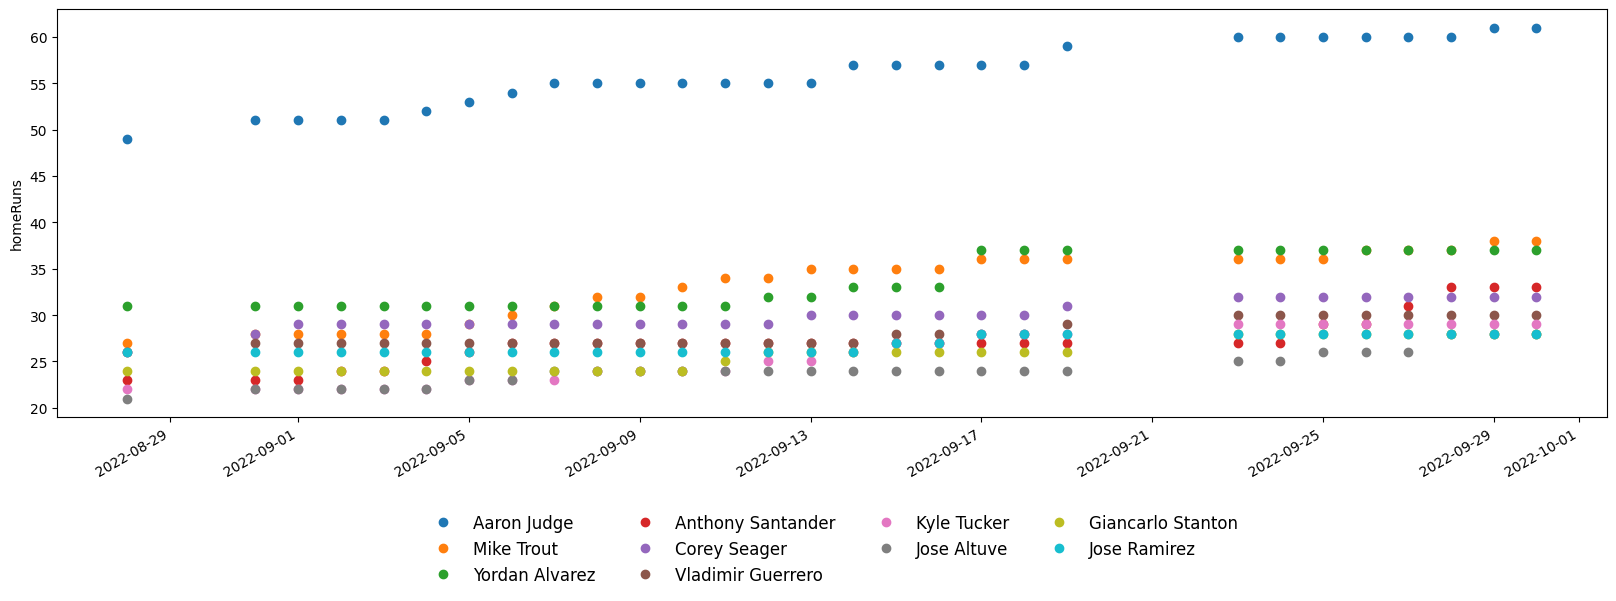 homeRuns
60
55
50
45
40
35
30
25
20
2022-08-29
2022-09-01
2022-09-05
2022-09-09
2022-09-13
2022-09-17
2022-09-21
2022-09-25
2022-09-29
2022-10-01
Aaron Judge
Mike Trout
Yordan Alvarez
Anthony Santander
Corey Seager
Vladimir Guerrero
Kyle Tucker
Jose Altuve
Giancarlo Stanton
Jose Ramirez